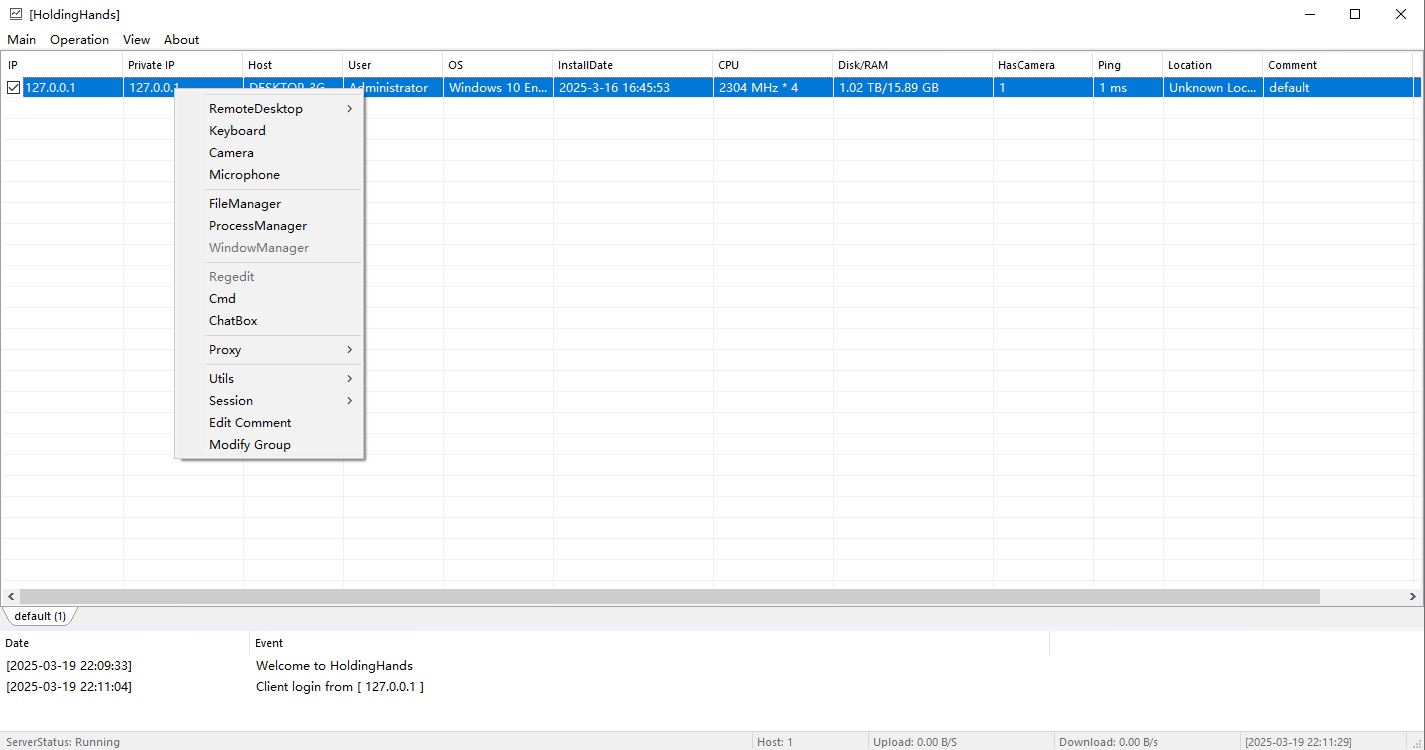 [HoldingHands]
Main Operation View About
IP Private IP Host User OS InstallDate CPU Disk/RAM HasCamera Ping Location Comment
127.0.0.1 127.0.0.1 DESKTOP-3G... Administrator Windows 10 En... 2025-3-16 16:45:53 2304 MHz * 4 1.02 TB/15.89 GB 1 1 ms Unknown Loc... default
RemoteDesktop
Keyboard
Camera
Microphone
FileManager
ProcessManager
WindowManager
Regedit
Cmd
ChatBox
Proxy
Utils
Session
Edit Comment
Modify Group
default (1)
Date Event
[2025-03-19 22:09:33] Welcome to HoldingHands
[2025-03-19 22:11:04] Client login from [ 127.0.0.1 ]
ServerStatus: Running Host: 1 Upload: 0.00 B/S Download: 0.00 B/s [2025-03-19 22:11:29]